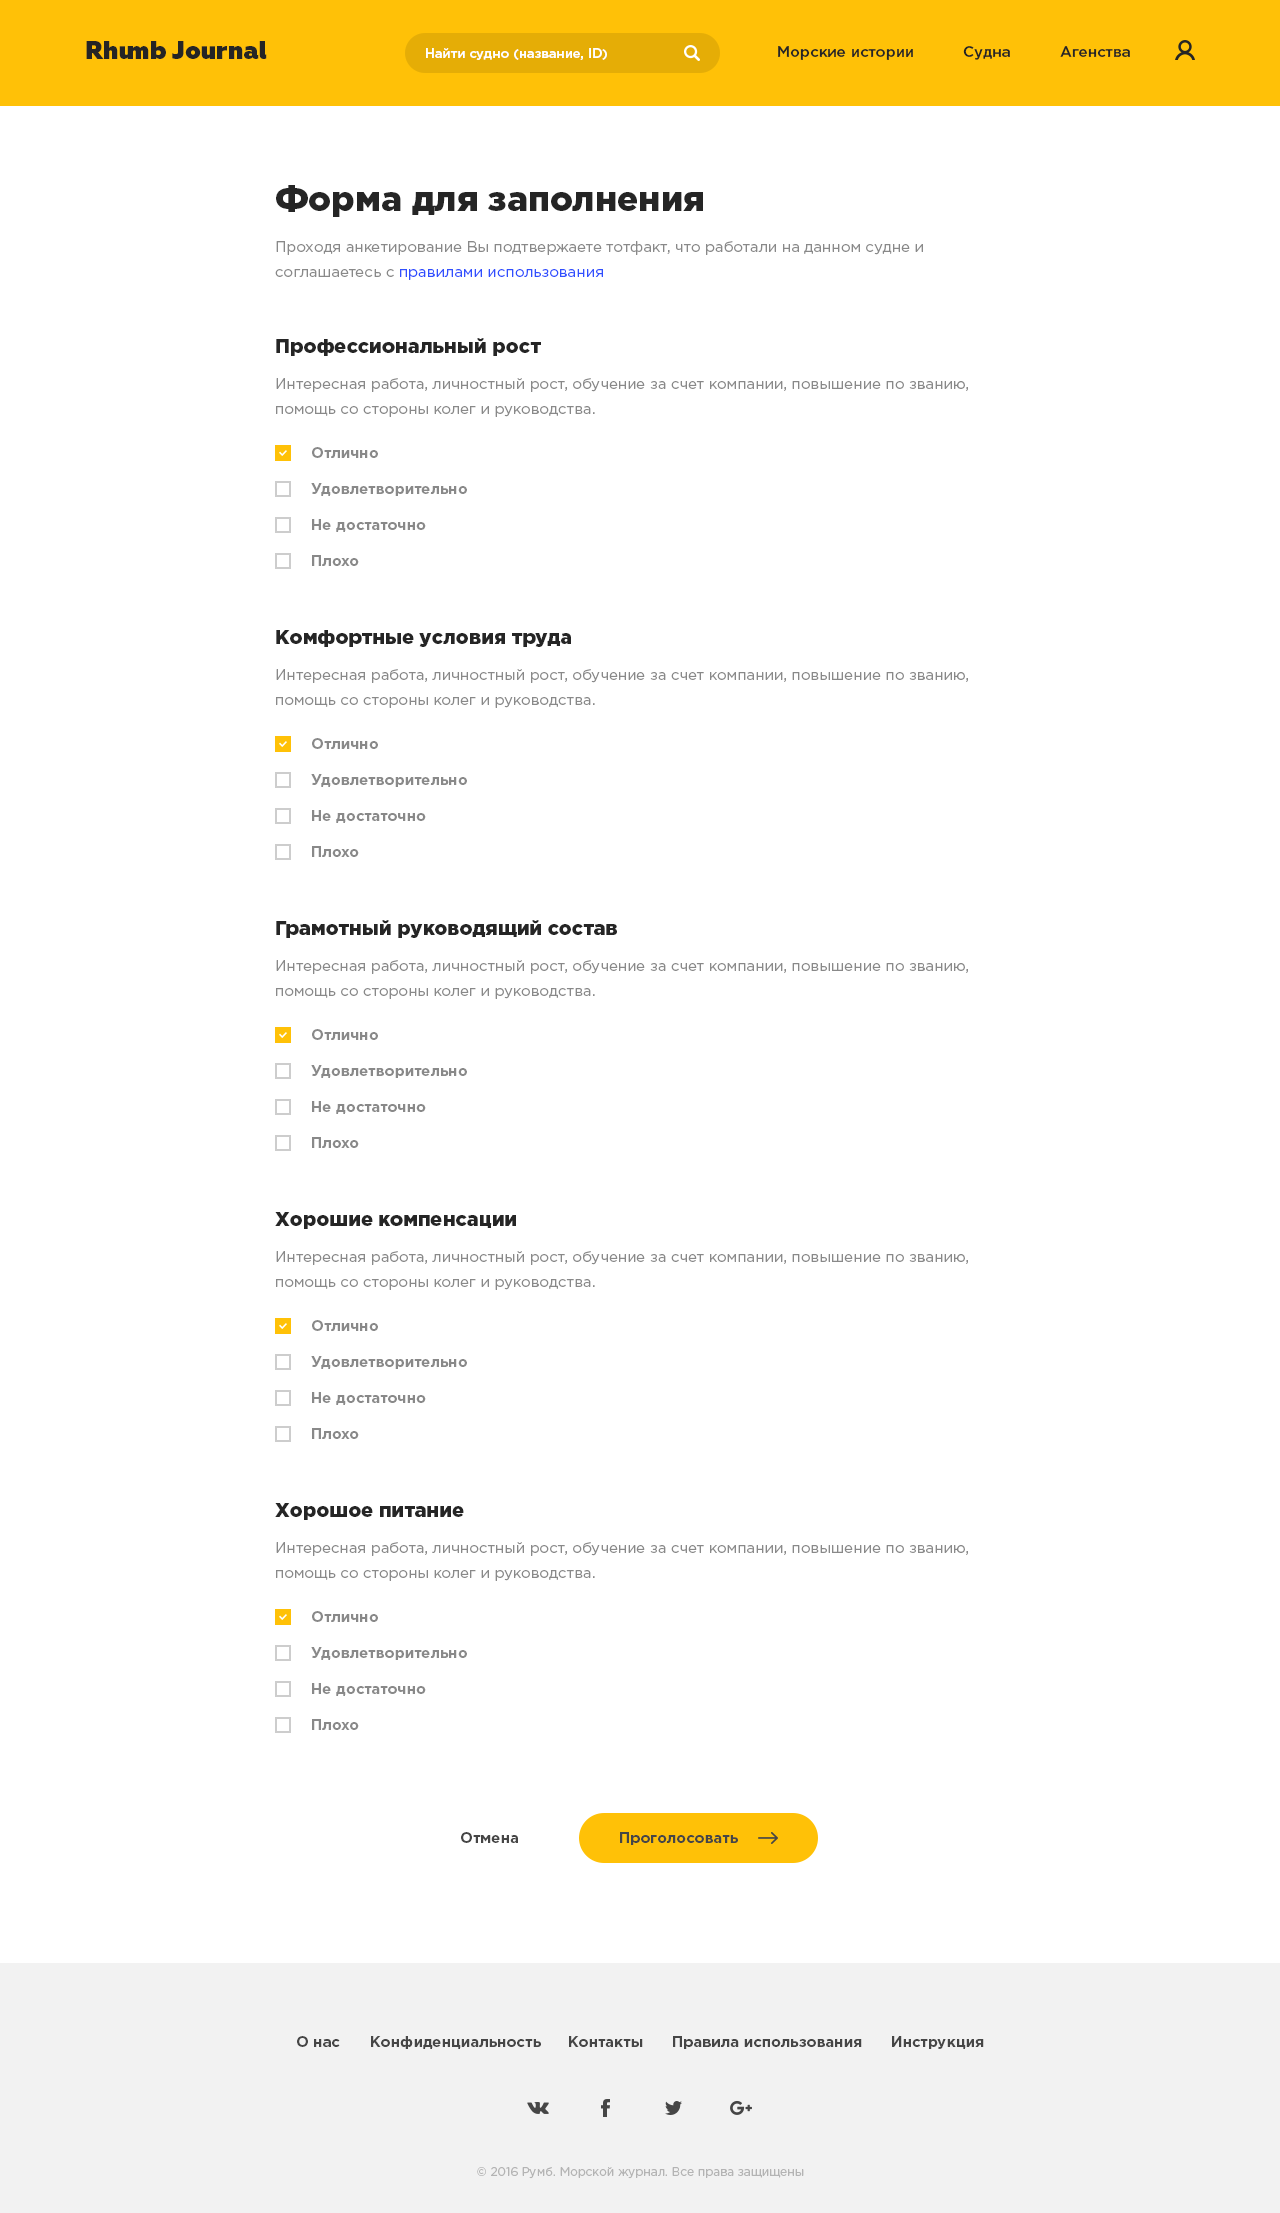 Rhumb Journal
Найти судно (название, ID)
Морские истории
Судна
Агенства
Форма для заполнения
Проходя анкетирование Вы подтвержаете тотфакт, что работали на данном судне и
соглашаетесь с правилами использования
Профессиональный рост
Интересная работа, личностный рост, обучение за счет компании, повышение по званию,
помощь со стороны колег и руководства.
Отлично
Удовлетворительно
Не достаточно
Плохо
Комфортные условия труда
Интересная работа, личностный рост, обучение за счет компании, повышение по званию,
помощь со стороны колег и руководства.
Отлично
Удовлетворительно
Не достаточно
Плохо
Грамотный руководящий состав
Интересная работа, личностный рост, обучение за счет компании, повышение по званию,
помощь со стороны колег и руководства.
Отлично
Удовлетворительно
Не достаточно
Плохо
Хорошие компенсации
Интересная работа, личностный рост, обучение за счет компании, повышение по званию,
помощь со стороны колег и руководства.
Отлично
Удовлетворительно
Не достаточно
Плохо
Хорошое питание
Интересная работа, личностный рост, обучение за счет компании, повышение по званию,
помощь со стороны колег и руководства.
Отлично
Удовлетворительно
Не достаточно
Плохо
Отмена
Проголосовать
О нас
Конфиденциальность
Контакты
Правила использования
Инструкция
© 2016 Румб. Морской журнал. Все права защищены